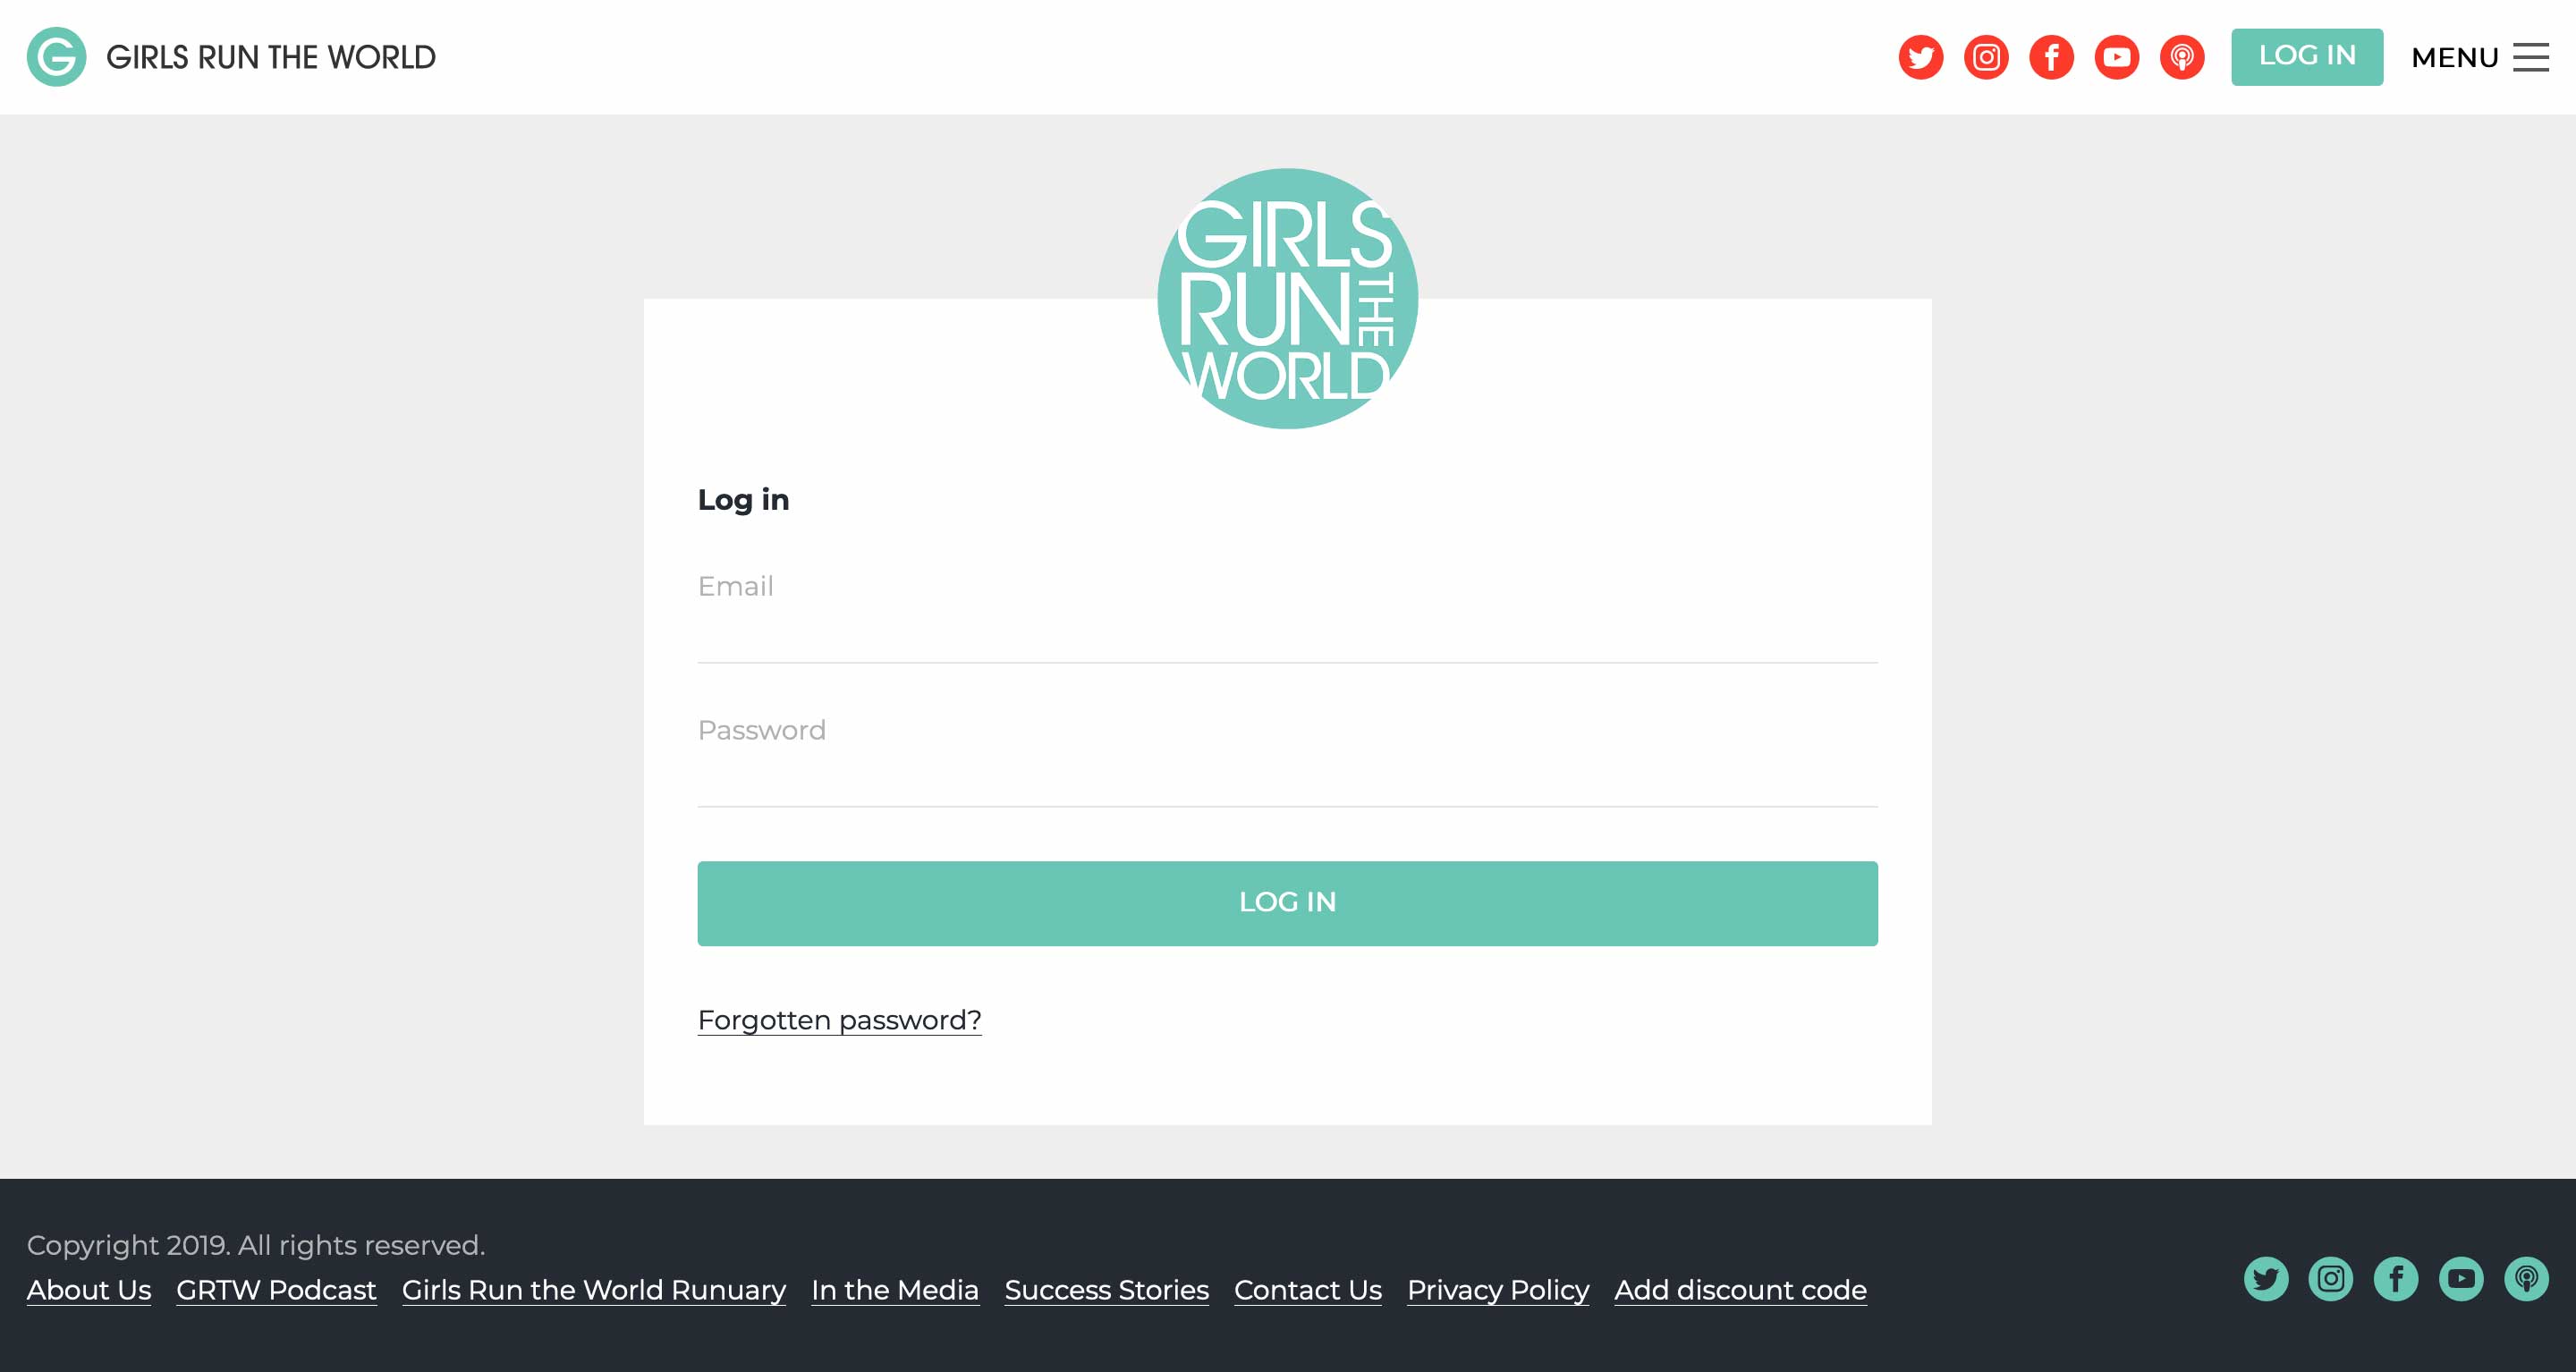 G GIRLS RUN THE WORLD
LOG IN
MENU
GIRLS
RUN THE
WORLD
Log in
Email
Password
LOG IN
Forgotten password?
Copyright 2019. All rights reserved.
About Us GRTW Podcast Girls Run the World Runuary In the Media Success Stories Contact Us Privacy Policy Add discount code